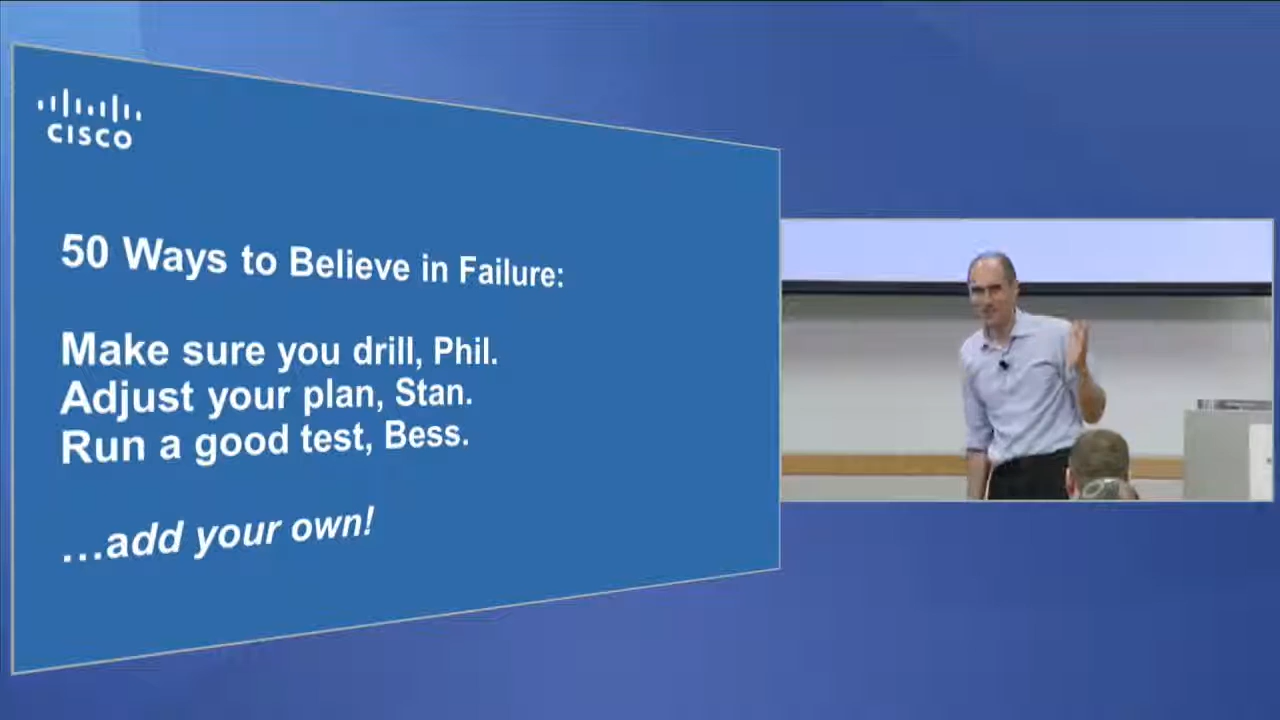 CISCO
50 Ways to Believe in Failure:
Make sure you drill, Phil.
Adjust your plan, Stan.
Run a good test, Bess.
...add your own!